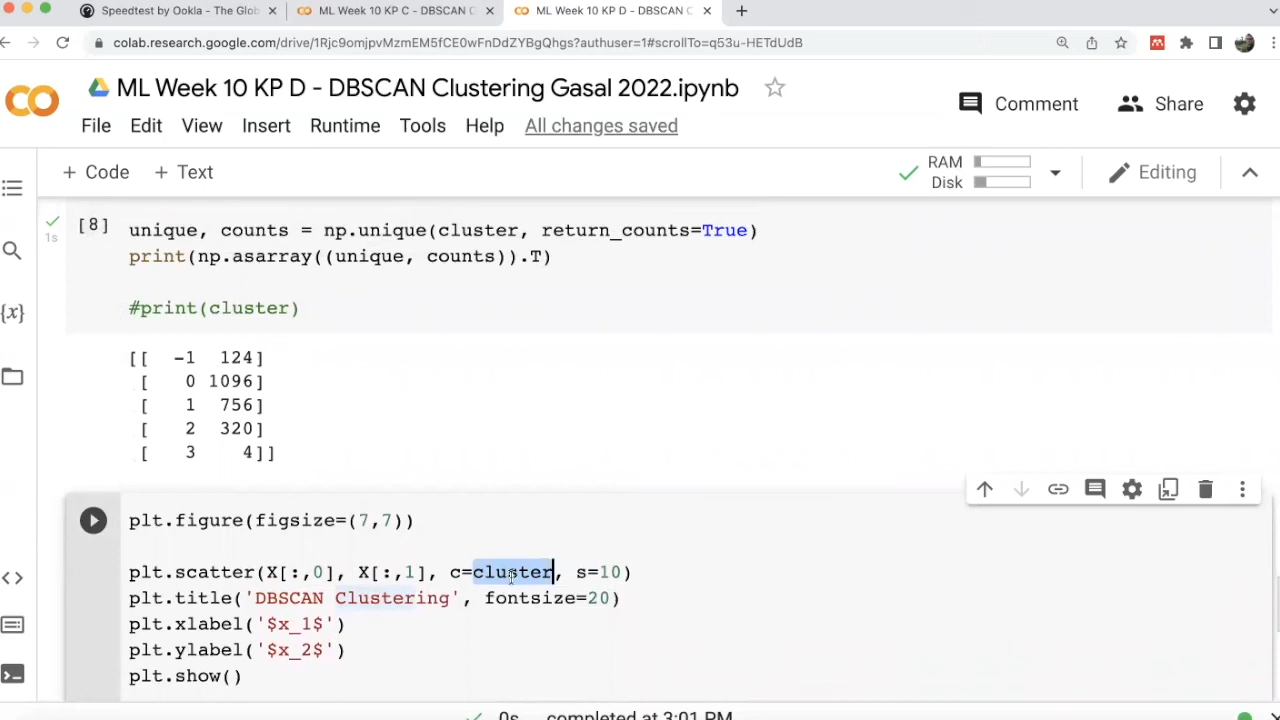 Speedtest by Ookla - The Glob
ML Week 10 KP C - DBSCAN C
ML Week 10 KP D - DBSCAN C
colab.research.google.com/drive/1Rjc9omjpvMzmEM5fCE0wFnDdZYBgQhgs?authuser=1#scrollTo=q53u-HETdUdB
CO ML Week 10 KP D - DBSCAN Clustering Gasal 2022.ipynb
Comment Share
File Edit View Insert Runtime Tools Help All changes saved
+ Code + Text
RAM
Disk
Editing
[8] unique, counts = np.unique(cluster, return_counts=True)
1s
print(np.asarray((unique, counts)).T)
#print(cluster)
{x}
[[ -1 124]
[ 0 1096]
[ 1 756]
[ 2 320]
[ 3 4]]
plt.figure(figsize=(7,7))
plt.scatter(X[:,0], X[:,1], c=cluster, s=10)
plt.title('DBSCAN Clustering', fontsize=20)
plt.xlabel('$x_1$')
plt.ylabel('$x_2$')
plt.show()
0s completed at 3:01 PM